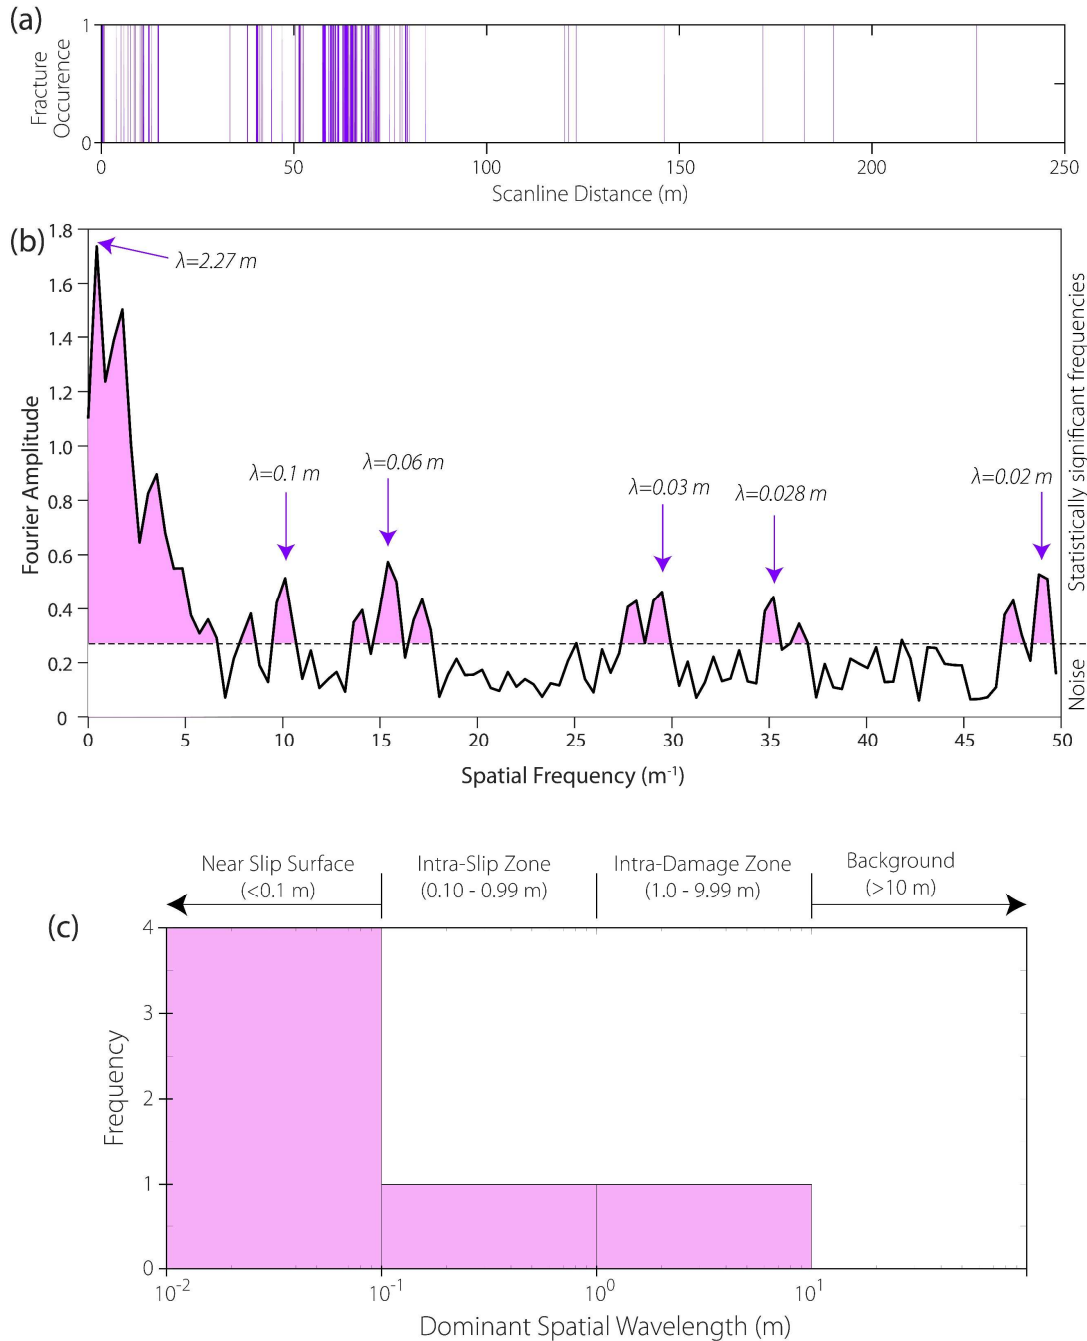 (a)
1
0
Fracture
Occurence
0 50 100 150 200 250
Scanline Distance (m)
(b)
1.8
1.6
1.4
1.2
1.0
0.8
0.6
0.4
0.2
0
Fourier Amplitude
λ=2.27 m
λ=0.1 m
λ=0.06 m
λ=0.03 m
λ=0.028 m
λ=0.02 m
Statistically significant frequencies
Noise
0 5 10 15 20 25 30 35 40 45 50
Spatial Frequency (m⁻¹)
Near Slip Surface
(<0.1 m)
Intra-Slip Zone
(0.10 - 0.99 m)
Intra-Damage Zone
(1.0 - 9.99 m)
Background
(>10 m)
(c)
4
3
2
1
0
Frequency
10⁻² 10⁻¹ 10⁰ 10¹
Dominant Spatial Wavelength (m)